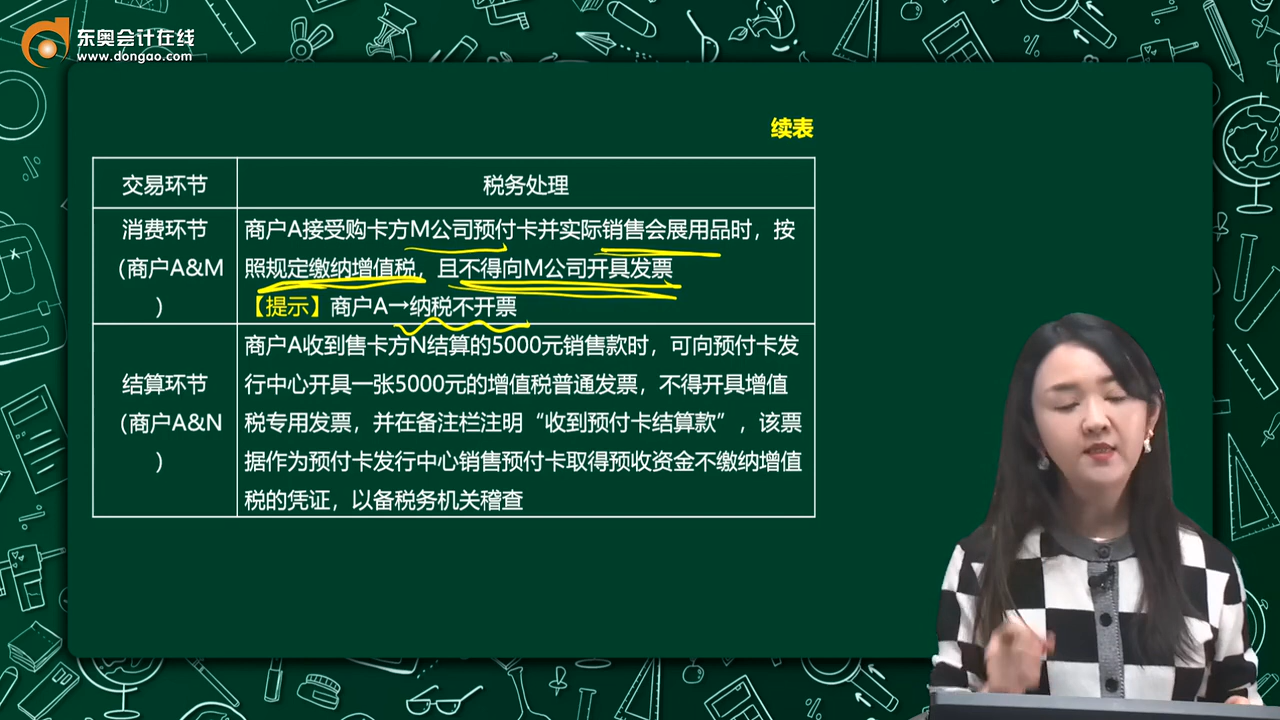 东奥会计在线
www.dongao.com
续表
交易环节
税务处理
消费环节
(商户A&M
)
商户A接受购卡方M公司预付卡并实际销售会展用品时，按
照规定缴纳增值税，且不得向M公司开具发票
【提示】商户A→纳税不开票
结算环节
(商户A&N
)
商户A收到售卡方N结算的5000元销售款时，可向预付卡发
行中心开具一张5000元的增值税普通发票，不得开具增值
税专用发票，并在备注栏注明“收到预付卡结算款”，该票
据作为预付卡发行中心销售预付卡取得预收资金不缴纳增值
税的凭证，以备税务机关稽查